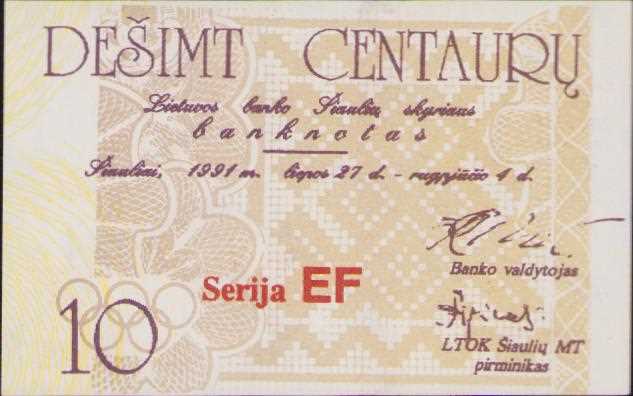 DEŠIMT CENTAURŲ
Lietuvos banko Šiaulių skyriaus
banknotas
Šiauliai, 1991 m. liepos 27 d. - rugpjūčio 4 d.
Banko valdytojas
Serija EF
10
LTOK Šiaulių MT
pirmininkas